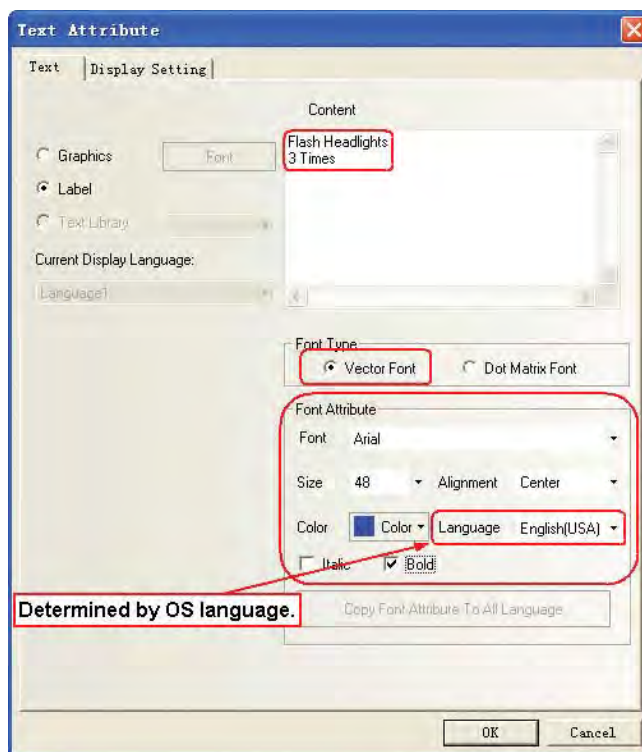 Text Attribute
Text
Display Setting
Content
Flash Headlights
3 Times
Graphics
Font
Label
Text Library
Current Display Language:
Language1
Font Type
Vector Font
Dot Matrix Font
Font Attribute
Font Arial
Size 48 Alignment Center
Color Color Language English(USA)
Italic Bold
Determined by OS language.
Copy Font Attribute To All Language
OK Cancel